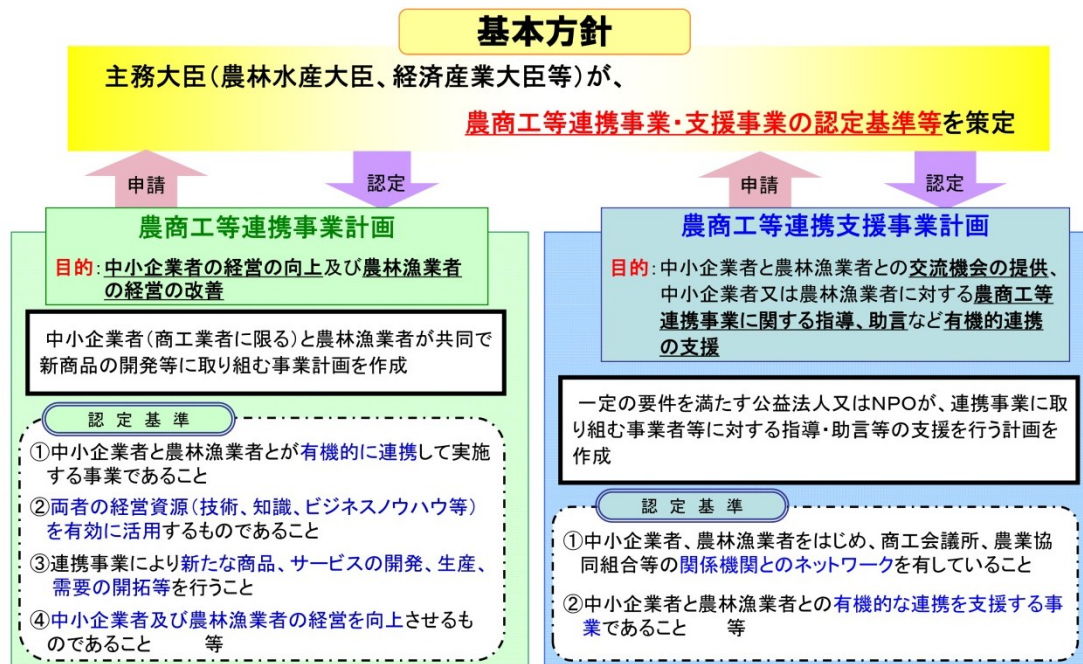 基本方針
主務大臣(農林水産大臣、経済産業大臣等)が、
農商工等連携事業・支援事業の認定基準等を策定
申請
認定
申請
認定
農商工等連携事業計画
目的:中小企業者の経営の向上及び農林漁業者
の経営の改善
中小企業者(商工業者に限る)と農林漁業者が共同で
新商品の開発等に取り組む事業計画を作成
認定基準
①中小企業者と農林漁業者とが有機的に連携して実施
する事業であること
②両者の経営資源(技術、知識、ビジネスノウハウ等)
を有効に活用するものであること
③連携事業により新たな商品、サービスの開発、生産、
需要の開拓等を行うこと
④中小企業者及び農林漁業者の経営を向上させるも
のであること 等
農商工等連携支援事業計画
目的:中小企業者と農林漁業者との交流機会の提供、
中小企業者又は農林漁業者に対する農商工等
連携事業に関する指導、助言など有機的連携
の支援
一定の要件を満たす公益法人又はNPOが、連携事業に取
り組む事業者等に対する指導・助言等の支援を行う計画を
作成
認定基準
①中小企業者、農林漁業者をはじめ、商工会議所、農業協
同組合等の関係機関とのネットワークを有していること
②中小企業者と農林漁業者との有機的な連携を支援する事
業であること 等